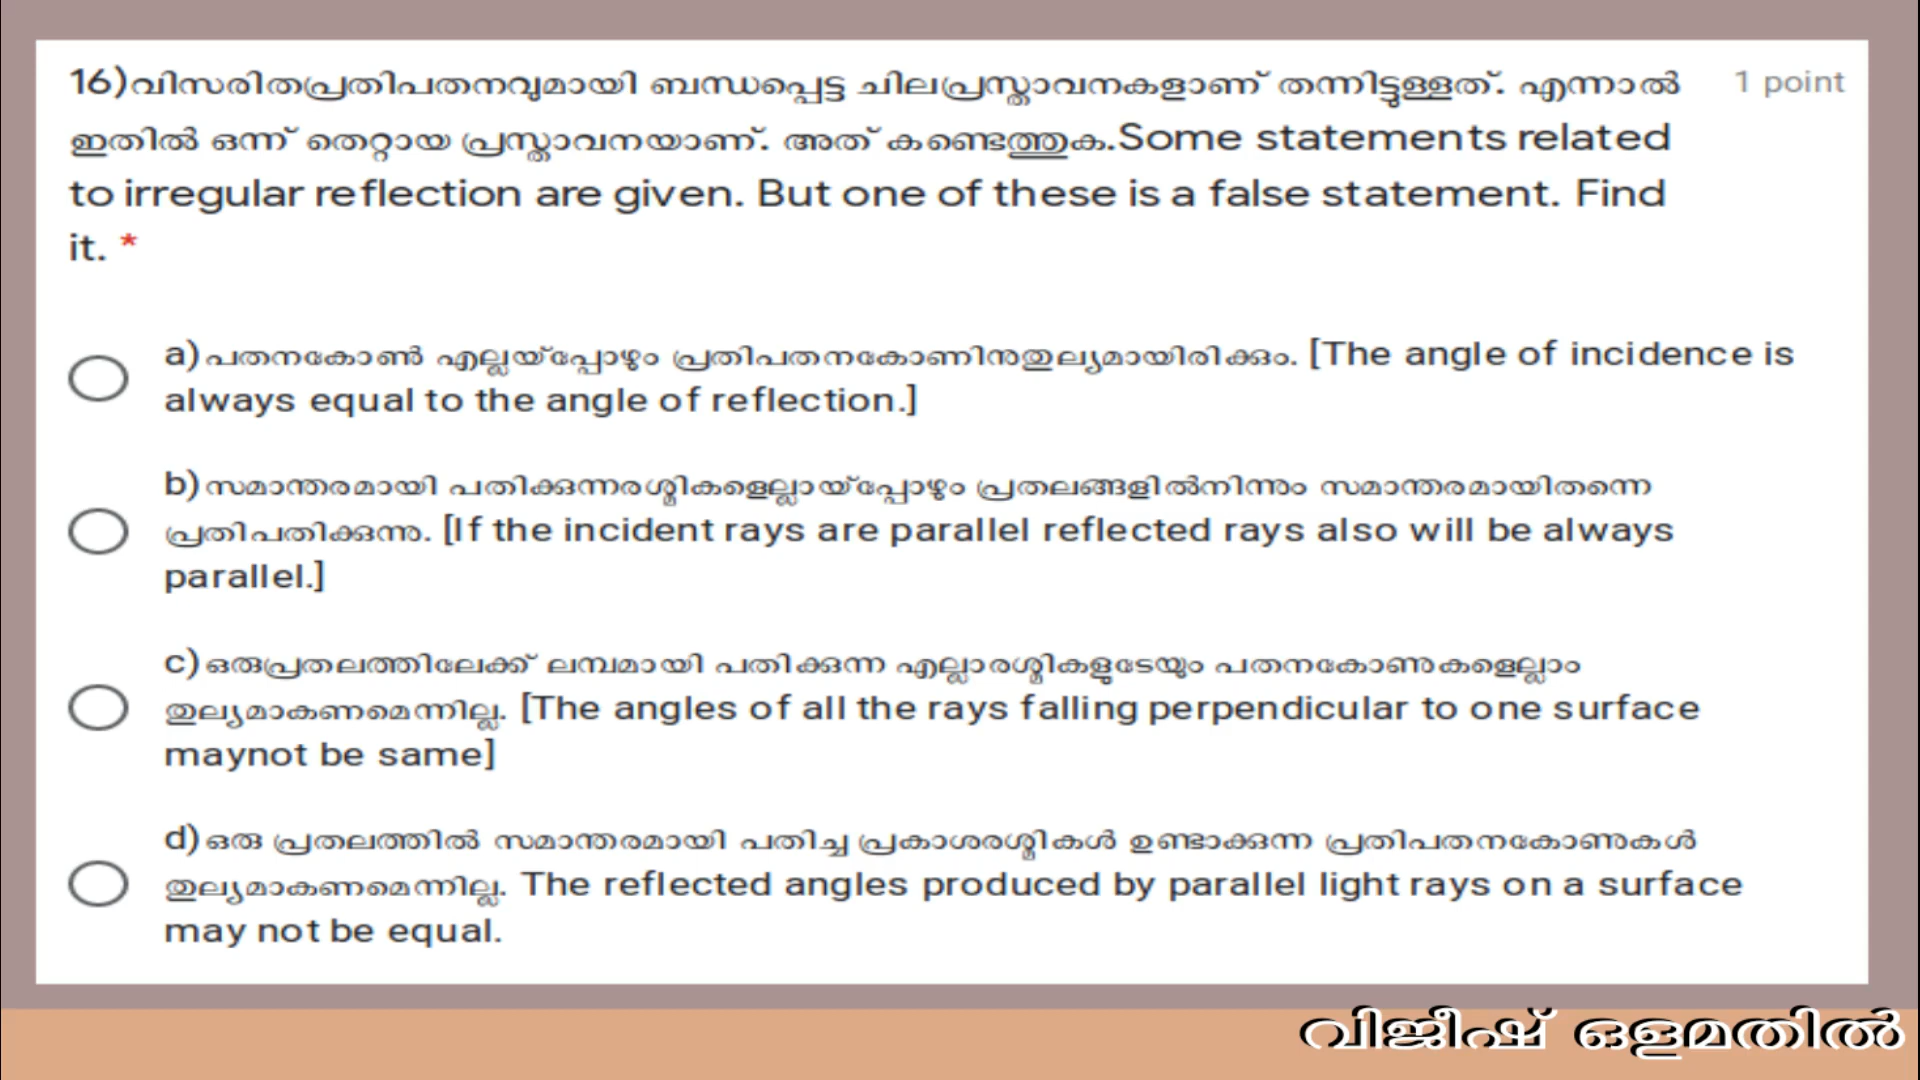 16)വിസരിതപ്രതിപതനവുമായി ബന്ധപ്പെട്ട ചിലപ്രസ്താവനകളാണ് തന്നിട്ടുള്ളത്. എന്നാൽ 1 point
ഇതിൽ ഒന്ന് തെറ്റായ പ്രസ്താവനയാണ്. അത് കണ്ടെത്തുക.Some statements related
to irregular reflection are given. But one of these is a false statement. Find
it. *
a)പതനകോൺ എല്ലയ്പ്പോഴും പ്രതിപതനകോണിനുതുല്യമായിരിക്കും. [The angle of incidence is
always equal to the angle of reflection.]
b)സമാന്തരമായി പതിക്കുന്നരശ്മികളെല്ലായ്പ്പോഴും പ്രതലങ്ങളിൽനിന്നും സമാന്തരമായിതന്നെ
പ്രതിപതിക്കുന്നു. [If the incident rays are parallel reflected rays also will be always
parallel.]
c)ഒരുപ്രതലത്തിലേക്ക് ലമ്പമായി പതിക്കുന്ന എല്ലാരശ്മികളുടേയും പതനകോണുകളെല്ലാം
തുല്യമാകണമെന്നില്ല. [The angles of all the rays falling perpendicular to one surface
maynot be same]
d)ഒരു പ്രതലത്തിൽ സമാന്തരമായി പതിച്ച പ്രകാശരശ്മികൾ ഉണ്ടാക്കുന്ന പ്രതിപതനകോണുകൾ
തുല്യമാകണമെന്നില്ല. The reflected angles produced by parallel light rays on a surface
may not be equal.
വിജീഷ് ഒളമതിൽ